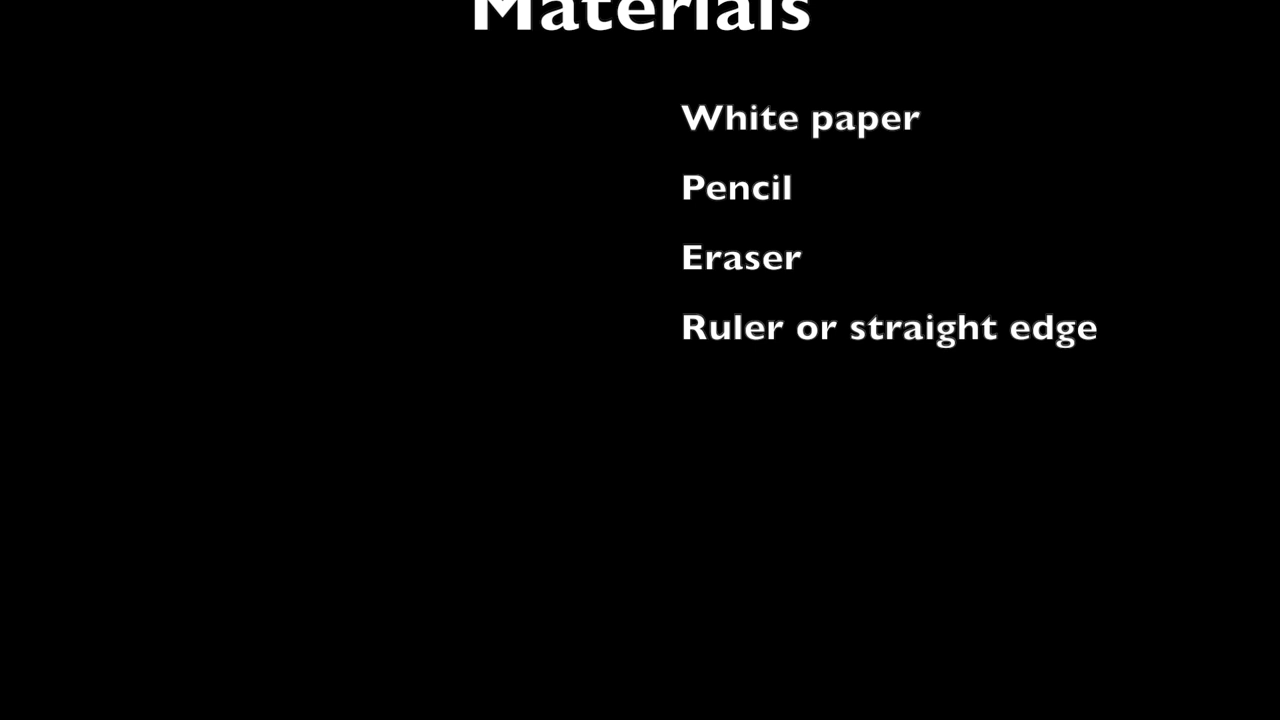 Materials
White paper
Pencil
Eraser
Ruler or straight edge